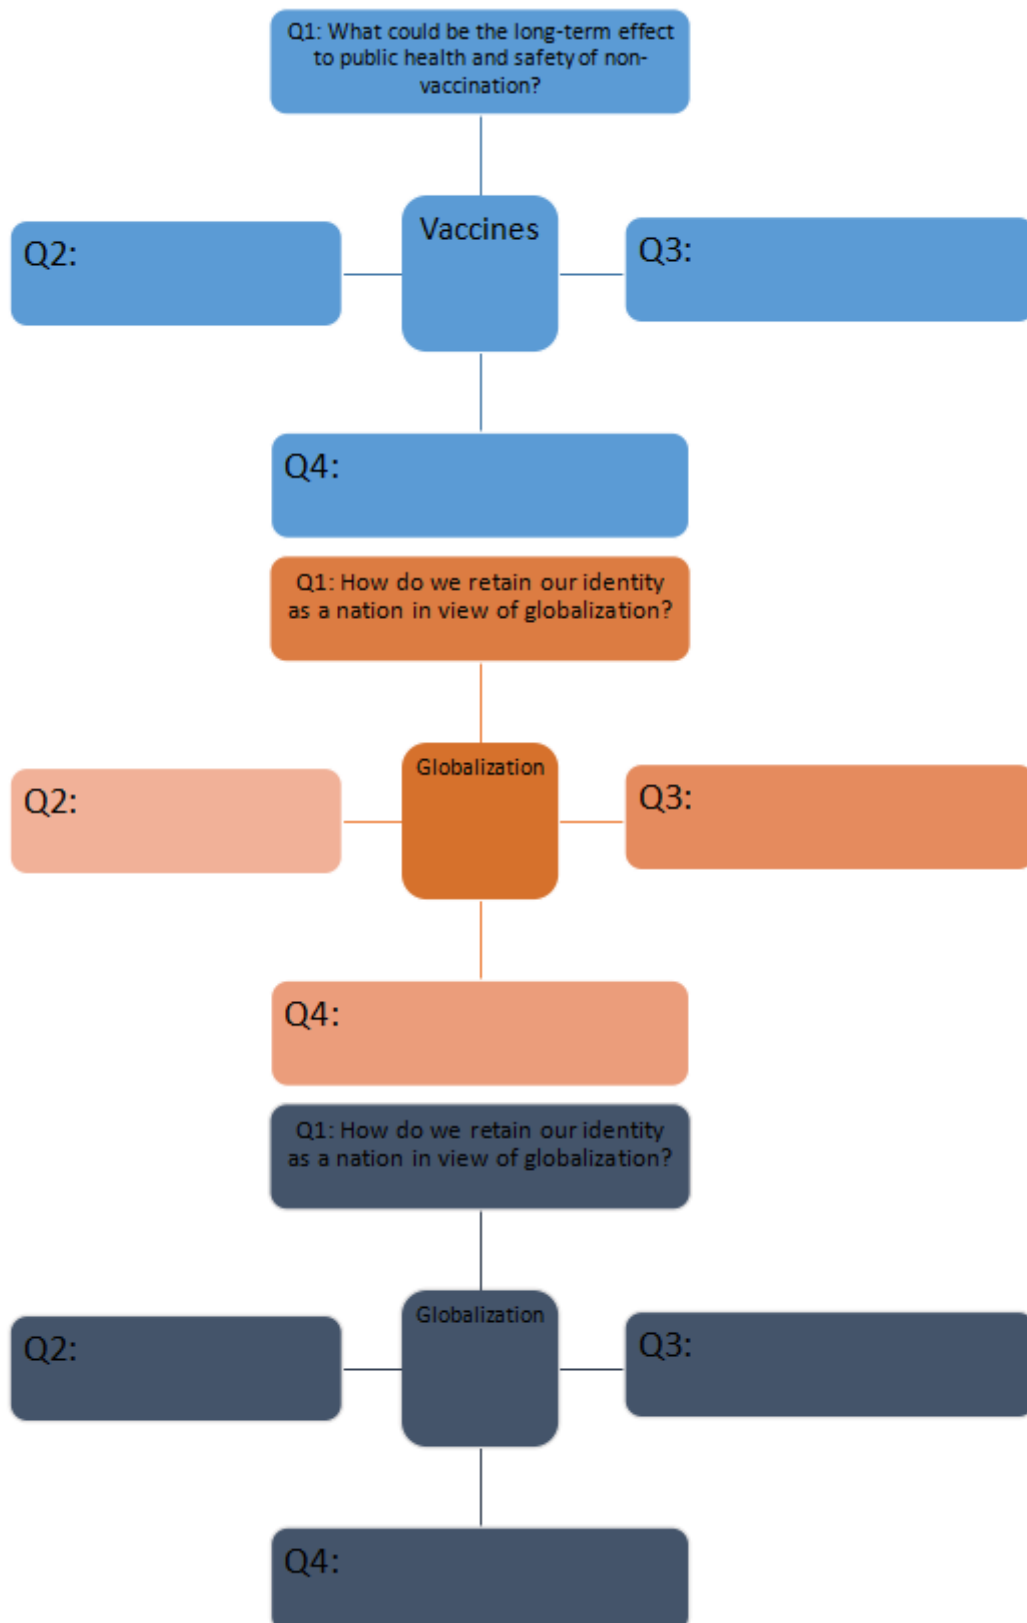 Q1: What could be the long-term effect
to public health and safety of non-
vaccination?
Vaccines
Q2:
Q3:
Q4:
Q1: How do we retain our identity
as a nation in view of globalization?
Globalization
Q2:
Q3:
Q4:
Q1: How do we retain our identity
as a nation in view of globalization?
Globalization
Q2:
Q3:
Q4: